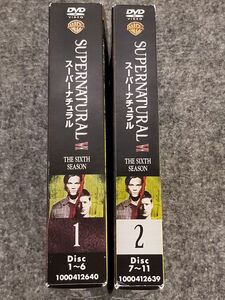 DVD
VIDEO
SUPERNATURAL VI
スーパーナチュラル
THE SIXTH
SEASON
1
Disc
1~6
1000412640
DVD
VIDEO
SUPERNATURAL VI
スーパーナチュラル
THE SIXTH
SEASON
2
Disc
7~11
1000412639